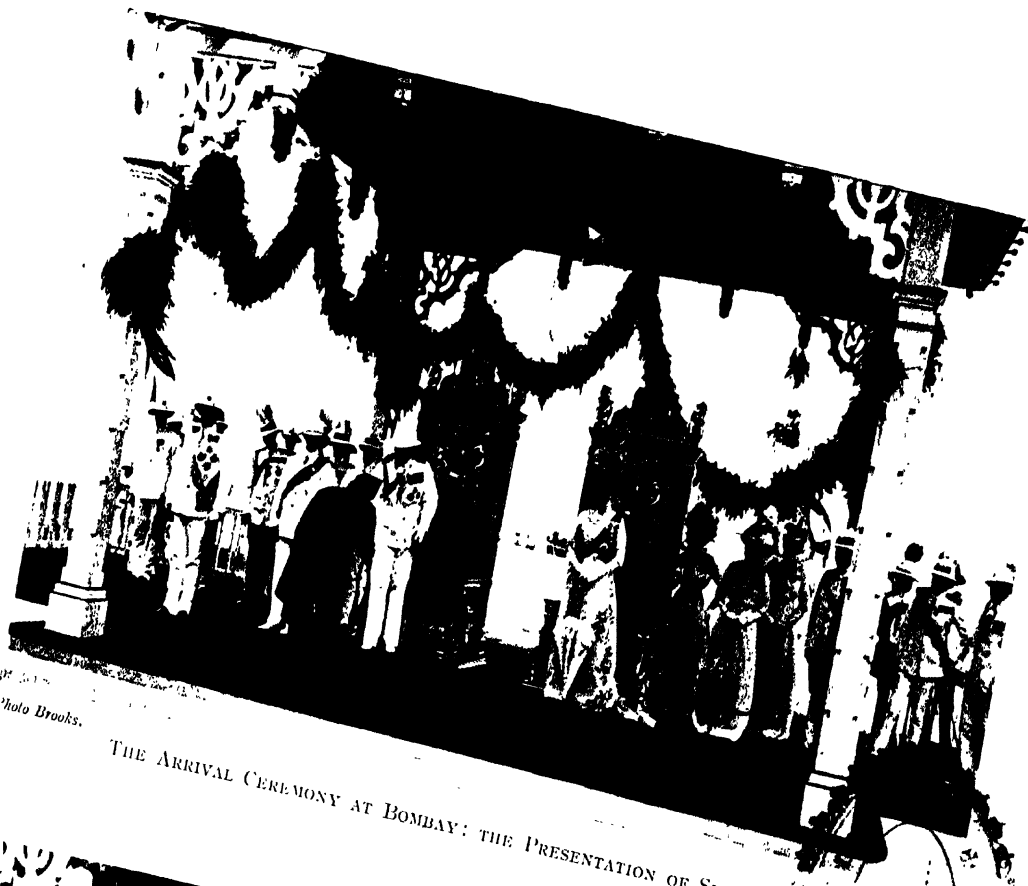 Photo Brooks.
THE ARRIVAL CEREMONY AT BOMBAY: THE PRESENTATION OF